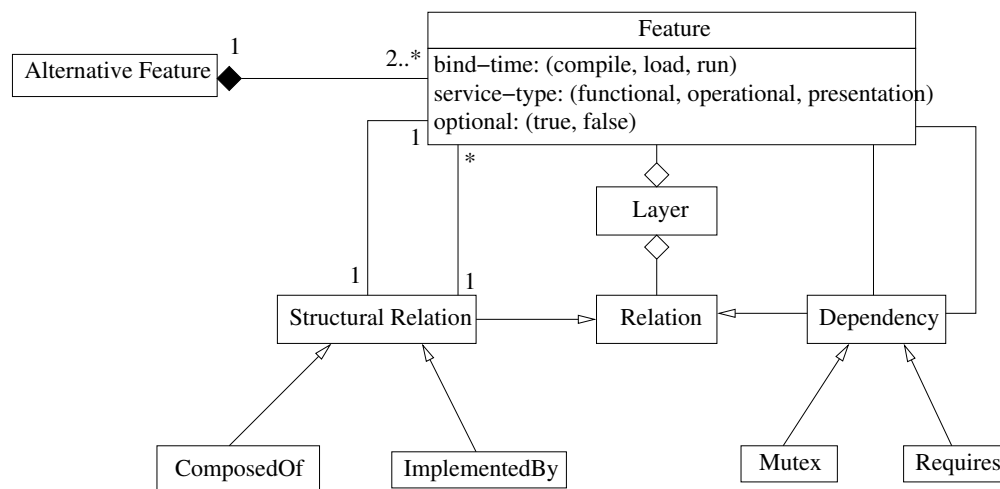 Feature
1
2..*
Alternative Feature
bind-time: (compile, load, run)
service-type: (functional, operational, presentation)
optional: (true, false)
1
*
Layer
1
1
Structural Relation
Relation
Dependency
ComposedOf
ImplementedBy
Mutex
Requires